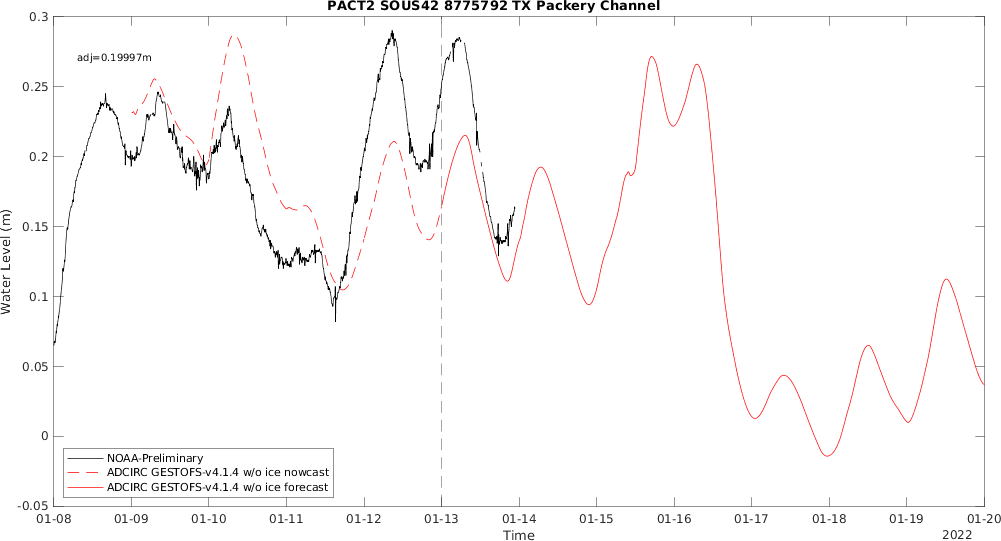 PACT2 SOUS42 8775792 TX Packery Channel
adj=0.19997m
Water Level (m)
0.3
0.25
0.2
0.15
0.1
0.05
0
-0.05
NOAA-Preliminary
ADCIRC GESTOFS-v4.1.4 w/o ice nowcast
ADCIRC GESTOFS-v4.1.4 w/o ice forecast
01-08 01-09 01-10 01-11 01-12 01-13 01-14 01-15 01-16 01-17 01-18 01-19 01-20
Time
2022